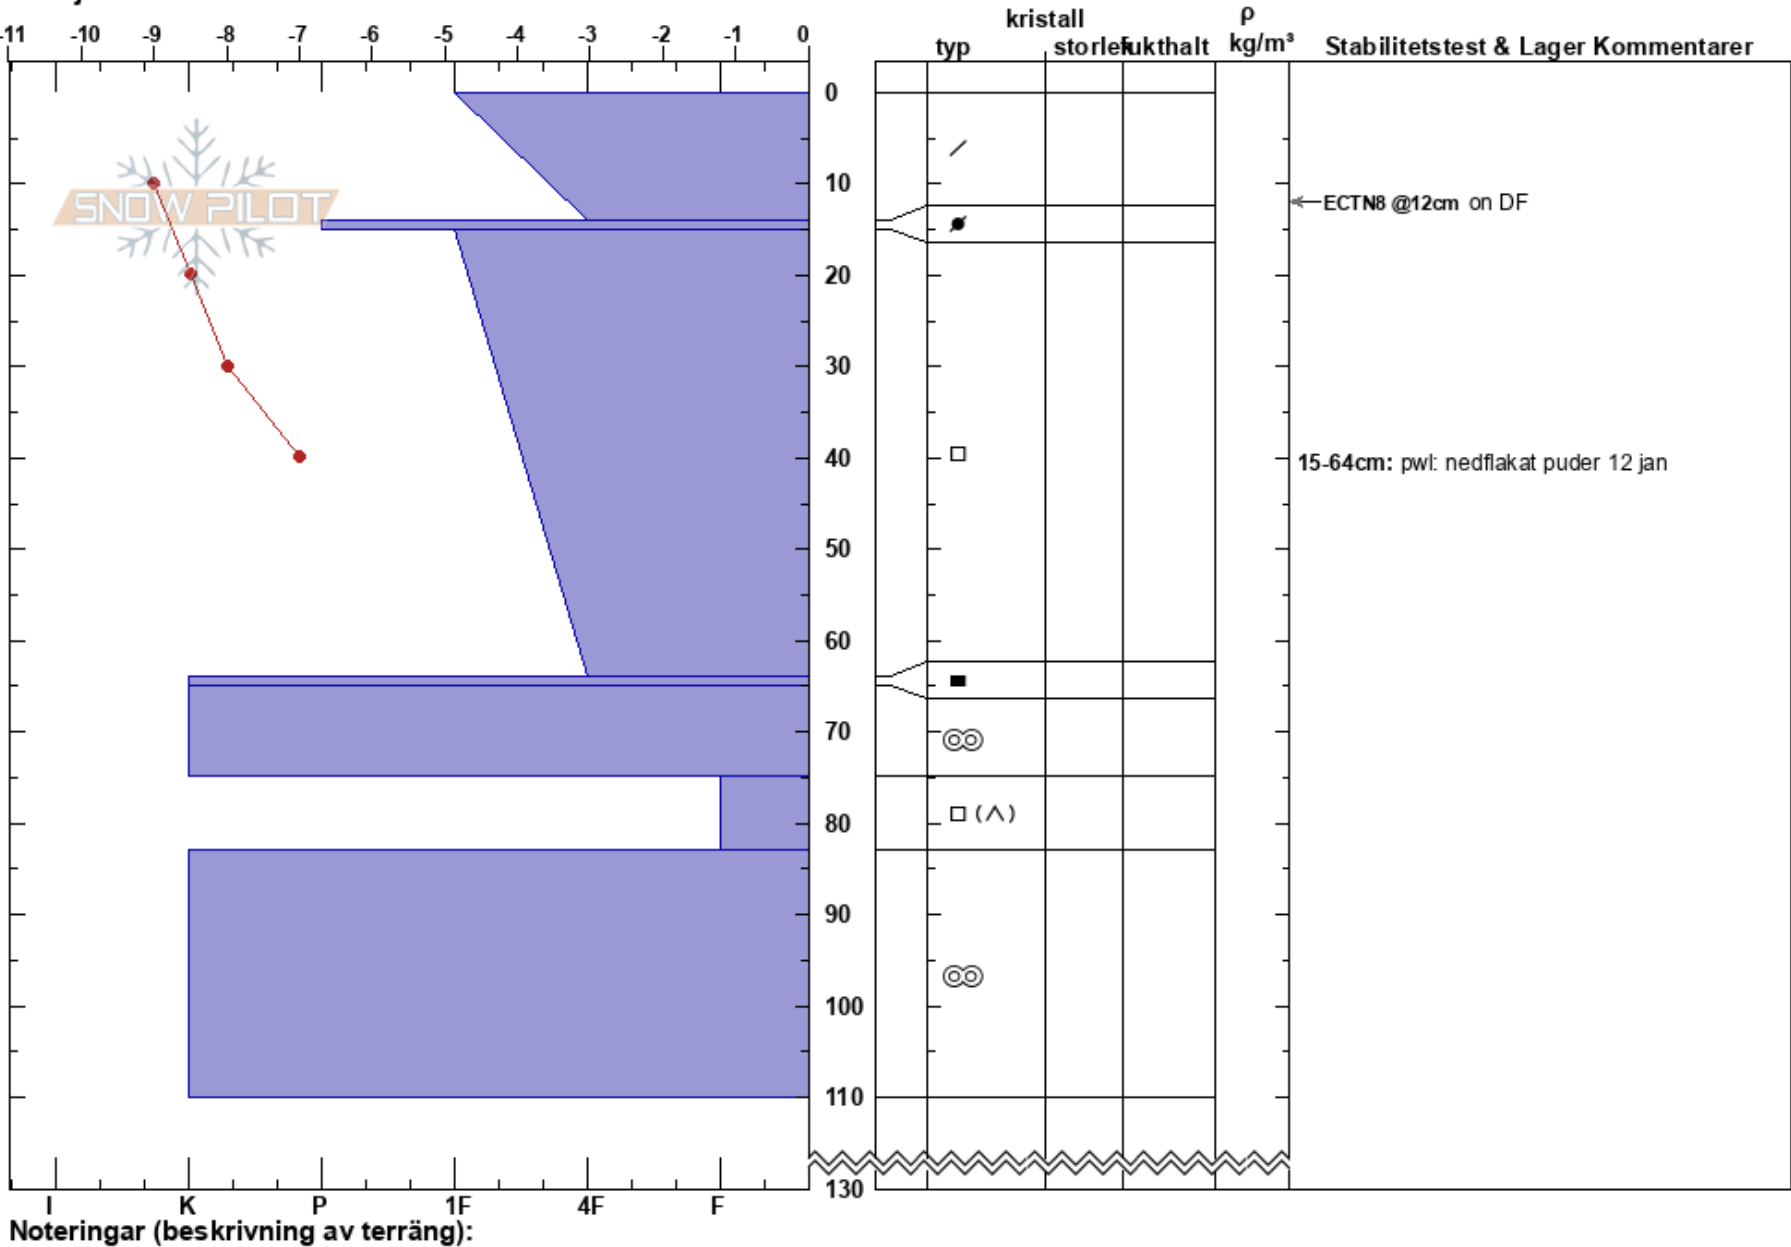 -11 -10 -9 -8 -7 -6 -5 -4 -3 -2 -1 0
kristall
typ storlek fukthalt
ρ
kg/m³
Stabilitetstest & Lager Kommentarer
0
10
20
30
40
50
60
70
80
90
100
110
130
SNOW PILOT
ECTN8 @12cm on DF
15-64cm: pwl: nedflakat puder 12 jan
(∧)
I K P 1F 4F F
Noteringar (beskrivning av terräng):